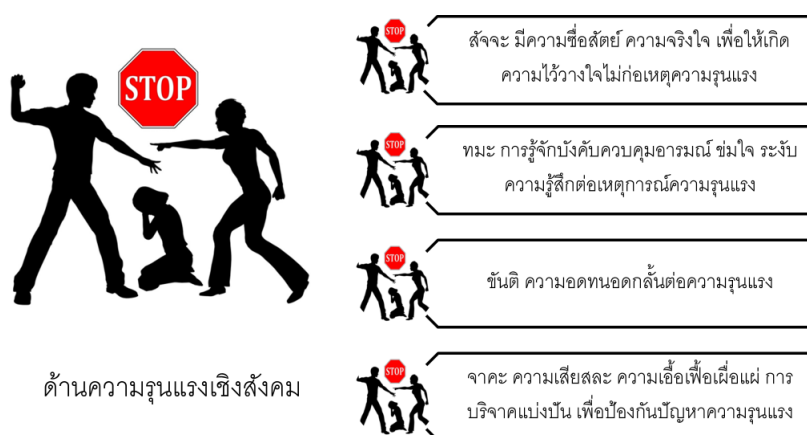 STOP
ด้านความรุนแรงเชิงสังคม
STOP
สัจจะ มีความซื่อสัตย์ ความจริงใจ เพื่อให้เกิด
ความไว้วางใจไม่ก่อเหตุความรุนแรง
STOP
ทมะ การรู้จักบังคับควบคุมอารมณ์ ข่มใจ ระงับ
ความรู้สึกต่อเหตุการณ์ความรุนแรง
STOP
ขันติ ความอดทนอดกลั้นต่อความรุนแรง
STOP
จาคะ ความเสียสละ ความเอื้อเฟื้อเผื่อแผ่ การ
บริจาคแบ่งปัน เพื่อป้องกันปัญหาความรุนแรง